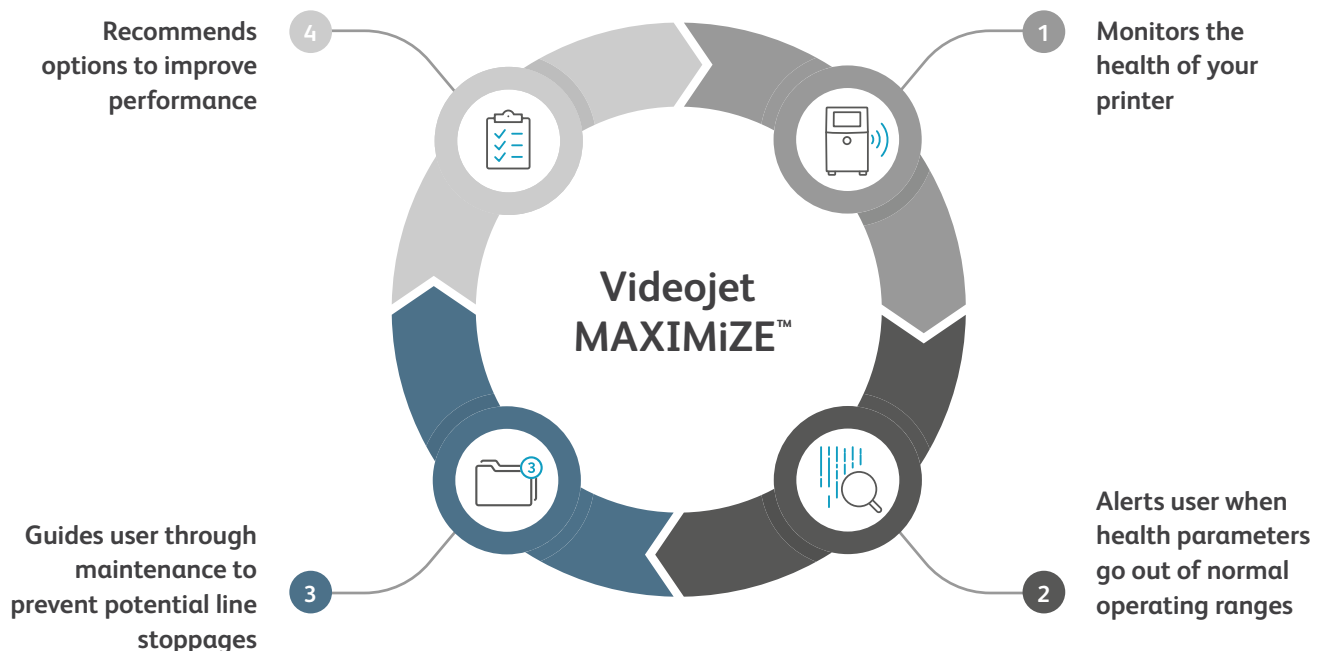 4
Recommends
options to improve
performance
1
Monitors the
health of your
printer
Videojet
MAXIMiZE™
3
Guides user through
maintenance to
prevent potential line
stoppages
3
2
Alerts user when
health parameters
go out of normal
operating ranges